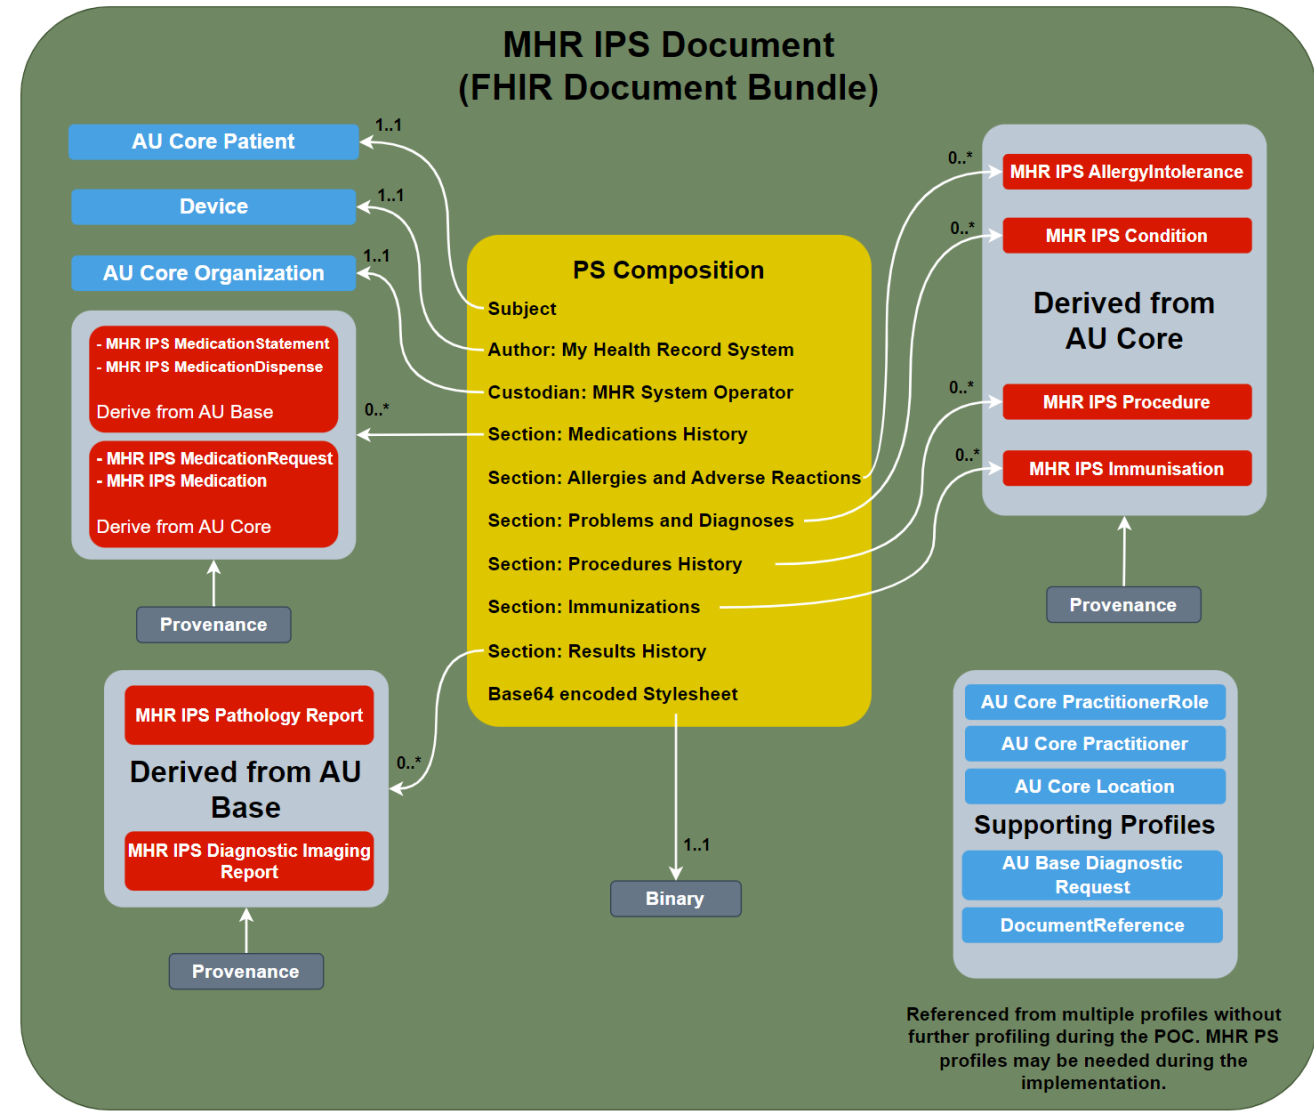 MHR IPS Document
(FHIR Document Bundle)
AU Core Patient
1..1
Device
1..1
AU Core Organization
1..1
- MHR IPS MedicationStatement
- MHR IPS MedicationDispense
Derive from AU Base
- MHR IPS MedicationRequest
- MHR IPS Medication
Derive from AU Core
0..*
Provenance
MHR IPS Pathology Report
Derived from AU
Base
MHR IPS Diagnostic Imaging
Report
0..*
Provenance
PS Composition
Subject
Author: My Health Record System
Custodian: MHR System Operator
Section: Medications History
Section: Allergies and Adverse Reactions
Section: Problems and Diagnoses
Section: Procedures History
Section: Immunizations
Section: Results History
Base64 encoded Stylesheet
1..1
Binary
0..*
MHR IPS AllergyIntolerance
0..*
MHR IPS Condition
Derived from
AU Core
0..*
MHR IPS Procedure
0..*
MHR IPS Immunisation
Provenance
AU Core PractitionerRole
AU Core Practitioner
AU Core Location
Supporting Profiles
AU Base Diagnostic
Request
DocumentReference
Referenced from multiple profiles without
further profiling during the POC. MHR PS
profiles may be needed during the
implementation.